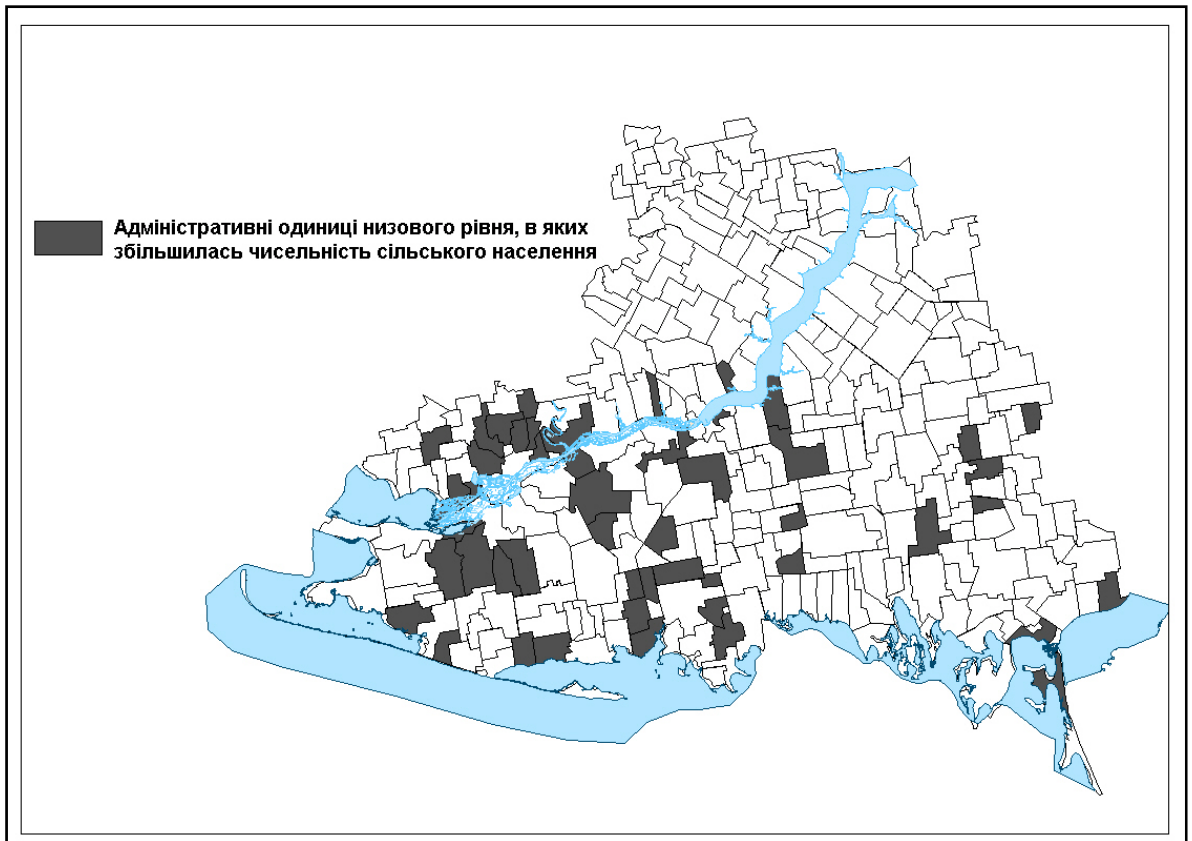 Адміністративні одиниці низового рівня, в яких
збільшилась чисельність сільського населення